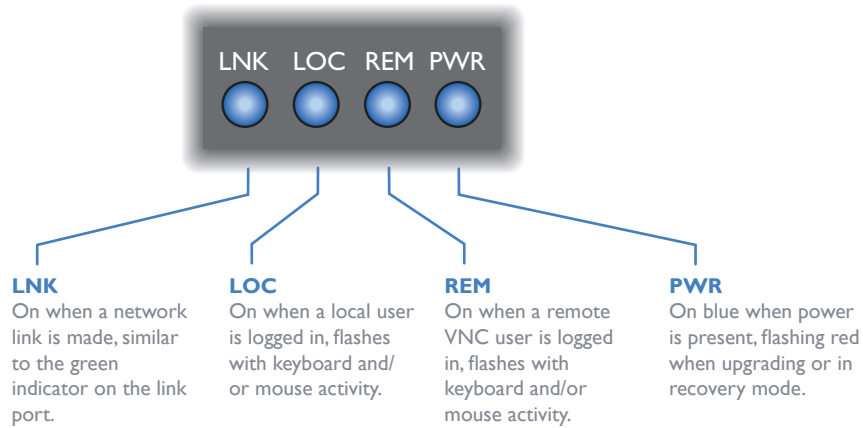 LNK LOC REM PWR
LNK
On when a network
link is made, similar
to the green
indicator on the link
port.
LOC
On when a local user
is logged in, flashes
with keyboard and/
or mouse activity.
REM
On when a remote
VNC user is logged
in, flashes with
keyboard and/or
mouse activity.
PWR
On blue when power
is present, flashing red
when upgrading or in
recovery mode.